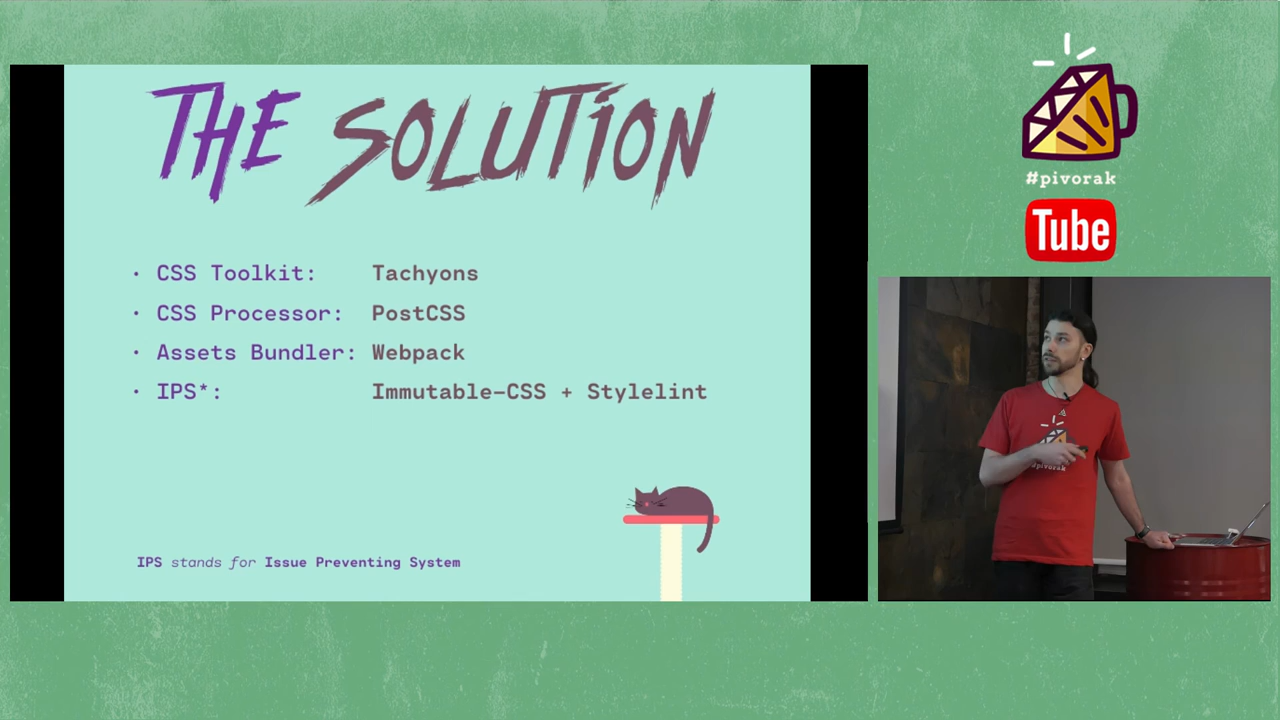 THE SOLUTION
· CSS Toolkit: Tachyons
· CSS Processor: PostCSS
· Assets Bundler: Webpack
· IPS*: Immutable-CSS + Stylelint
IPS stands for Issue Preventing System
#pivorak
Tube
#pivorak